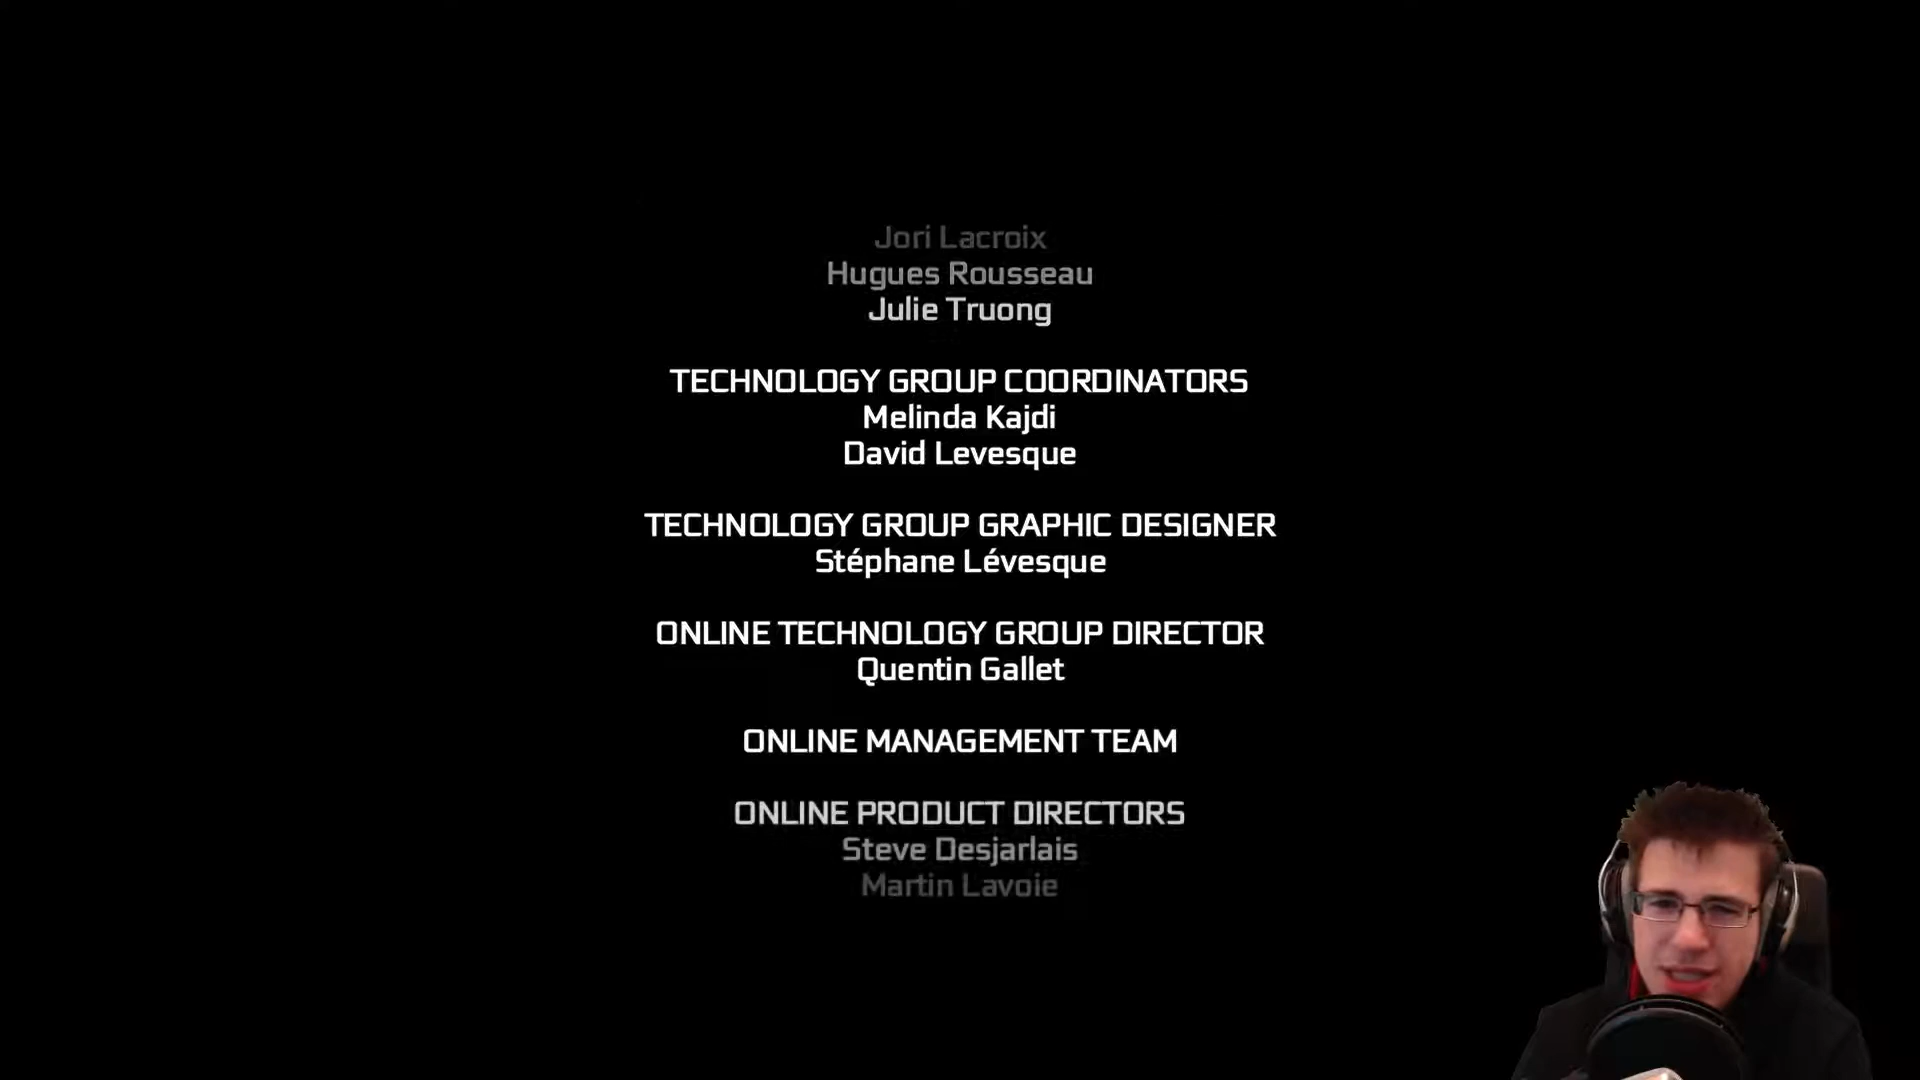 Jori Lacroix
Hugues Rousseau
Julie Truong
TECHNOLOGY GROUP COORDINATORS
Melinda Kajdi
David Levesque
TECHNOLOGY GROUP GRAPHIC DESIGNER
Stéphane Lévesque
ONLINE TECHNOLOGY GROUP DIRECTOR
Quentin Gallet
ONLINE MANAGEMENT TEAM
ONLINE PRODUCT DIRECTORS
Steve Desjarlais
Martin Lavoie